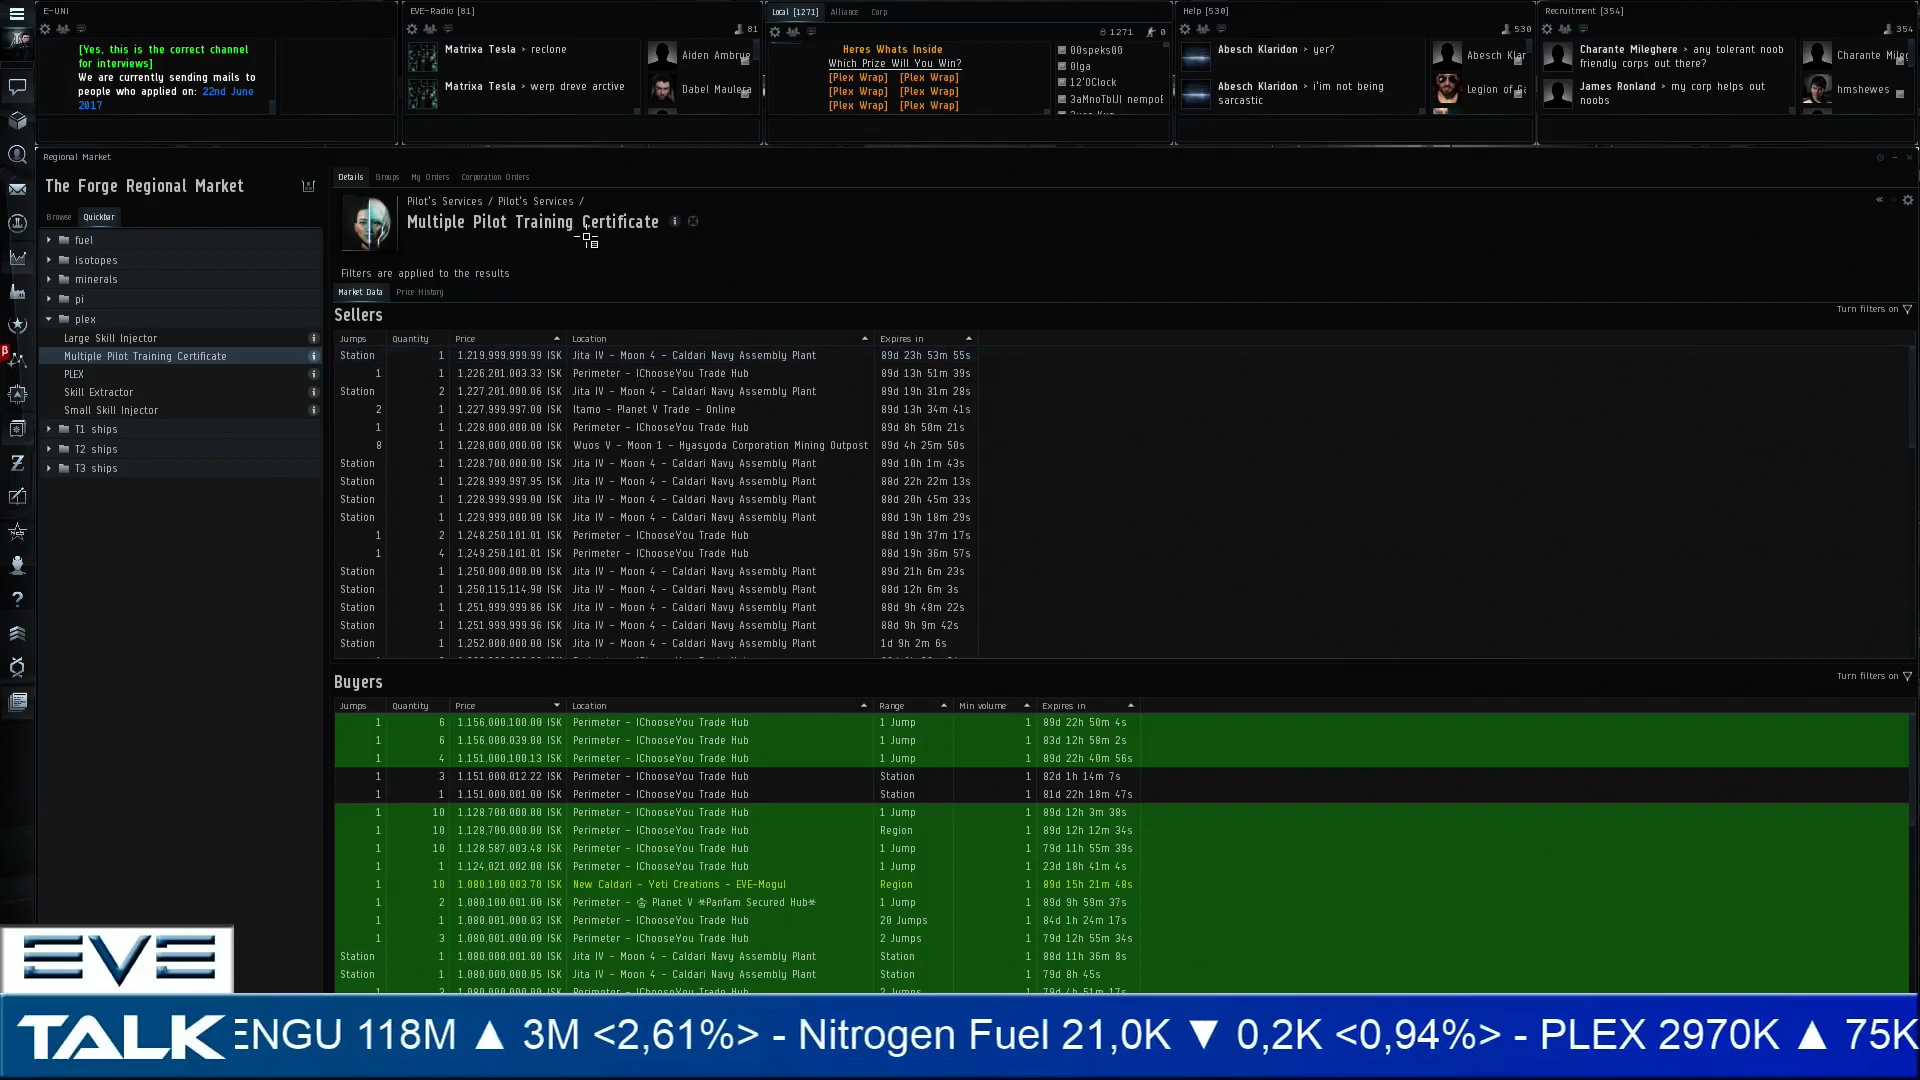 E-UNI
[Yes, this is the correct channel
for interviews]
We are currently sending mails to
people who applied on: 22nd June
2017
EVE-Radio [81]
81
Matrixa Tesla > reclone
Matrixa Tesla > werp dreve arctive
Aiden Ambrue
Dabel Maulera
Local [1271]
Alliance
Corp
1271
0
Heres Whats Inside
Which Prize Will You Win?
[Plex Wrap] [Plex Wrap]
[Plex Wrap] [Plex Wrap]
[Plex Wrap] [Plex Wrap]
00speks00
0lga
12'OClock
Help [530]
530
Abesch Klaridon > yer?
Abesch Klaridon > i'im not being
sarcastic
Abesch Klar
Legion of
Recruitment [354]
354
Charante Mileghere > any tolerant noob
friendly corps out there?
James Ronland > my corp helps out
noobs
Charante Mile
hmshewes
Regional Market
The Forge Regional Market
Browse
Quickbar
fuel
isotopes
minerals
pi
plex
Large Skill Injector
Multiple Pilot Training Certificate
PLEX
Skill Extractor
Small Skill Injector
T1 ships
T2 ships
T3 ships
Details Groups My Orders Corporation Orders
Pilot's Services / Pilot's Services /
Multiple Pilot Training Certificate
Filters are applied to the results
Market Data Price History
Sellers
Turn filters on
Jumps Quantity Price Location Expires in
Station 1 1,219,999,999.99 ISK Jita IV - Moon 4 - Caldari Navy Assembly Plant 89d 23h 53m 55s
1 1 1,226,201,003.33 ISK Perimeter - IChooseYou Trade Hub 89d 13h 51m 39s
Station 2 1,227,201,000.06 ISK Jita IV - Moon 4 - Caldari Navy Assembly Plant 89d 19h 31m 28s
2 1 1,227,999,997.00 ISK Itamo - Planet V Trade - Online 89d 13h 34m 41s
1 1 1,228,000,000.00 ISK Perimeter - IChooseYou Trade Hub 89d 8h 50m 21s
8 1 1,228,000,000.00 ISK Wuos V - Moon 1 - Hyasyoda Corporation Mining Outpost 89d 4h 25m 50s
Station 1 1,228,700,000.00 ISK Jita IV - Moon 4 - Caldari Navy Assembly Plant 89d 10h 1m 43s
Station 1 1,228,999,997.95 ISK Jita IV - Moon 4 - Caldari Navy Assembly Plant 88d 22h 22m 13s
Station 1 1,228,999,999.00 ISK Jita IV - Moon 4 - Caldari Navy Assembly Plant 88d 20h 45m 33s
Station 1 1,229,999,000.00 ISK Jita IV - Moon 4 - Caldari Navy Assembly Plant 88d 19h 18m 29s
1 2 1,248,250,101.01 ISK Perimeter - IChooseYou Trade Hub 88d 19h 37m 17s
1 4 1,249,250,101.01 ISK Perimeter - IChooseYou Trade Hub 88d 19h 36m 57s
Station 1 1,250,000,000.00 ISK Jita IV - Moon 4 - Caldari Navy Assembly Plant 89d 21h 6m 23s
Station 1 1,250,115,114.90 ISK Jita IV - Moon 4 - Caldari Navy Assembly Plant 88d 12h 6m 3s
Station 1 1,251,999,999.86 ISK Jita IV - Moon 4 - Caldari Navy Assembly Plant 88d 9h 48m 22s
Station 1 1,251,999,999.96 ISK Jita IV - Moon 4 - Caldari Navy Assembly Plant 88d 9h 9m 42s
Station 1 1,252,000,000.00 ISK Jita IV - Moon 4 - Caldari Navy Assembly Plant 1d 9h 2m 6s
Buyers
Turn filters on
Jumps Quantity Price Location Range Min volume Expires in
1 6 1,156,000,100.00 ISK Perimeter - IChooseYou Trade Hub 1 Jump 1 89d 22h 50m 4s
1 6 1,156,000,039.00 ISK Perimeter - IChooseYou Trade Hub 1 Jump 1 83d 12h 58m 2s
1 4 1,151,000,100.13 ISK Perimeter - IChooseYou Trade Hub 1 Jump 1 89d 22h 40m 56s
1 3 1,151,000,012.22 ISK Perimeter - IChooseYou Trade Hub Station 1 82d 1h 14m 7s
1 1 1,151,000,001.00 ISK Perimeter - IChooseYou Trade Hub Station 1 81d 22h 18m 47s
1 10 1,128,700,000.00 ISK Perimeter - IChooseYou Trade Hub 1 Jump 1 89d 12h 3m 38s
1 10 1,128,700,000.00 ISK Perimeter - IChooseYou Trade Hub Region 1 89d 12h 12m 34s
1 10 1,128,587,003.48 ISK Perimeter - IChooseYou Trade Hub 1 Jump 1 79d 11h 55m 39s
1 1 1,124,021,002.00 ISK Perimeter - IChooseYou Trade Hub 1 Jump 1 23d 18h 41m 4s
1 10 1,080,100,003.70 ISK New Caldari - Yeti Creations - EVE-Mogul Region 1 89d 15h 21m 48s
1 2 1,080,100,001.00 ISK Perimeter - Planet V Panfam Secured Hub 1 Jump 1 89d 9h 59m 37s
1 1 1,080,001,000.03 ISK Perimeter - IChooseYou Trade Hub 20 Jumps 1 84d 1h 24m 17s
1 3 1,080,001,000.00 ISK Perimeter - IChooseYou Trade Hub 2 Jumps 1 79d 12h 55m 34s
Station 1 1,080,000,001.00 ISK Jita IV - Moon 4 - Caldari Navy Assembly Plant Station 1 88d 11h 36m 8s
Station 1 1,080,000,000.05 ISK Jita IV - Moon 4 - Caldari Navy Assembly Plant Station 1 79d 8h 45s
EVE
TALK
ENGU 118M ▲ 3M <2,61%> - Nitrogen Fuel 21,0K ▼ 0,2K <0,94%> - PLEX 2970K ▲ 75K